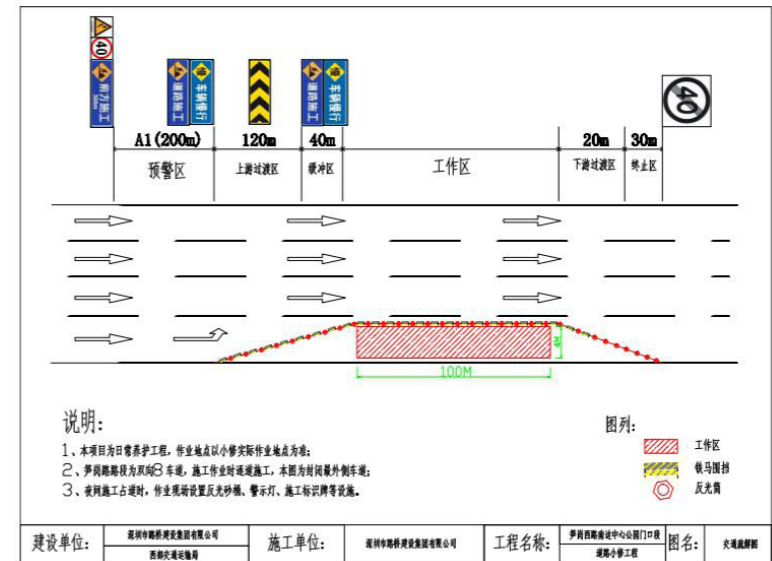 40
前方施工
300m
道路施工
慢
车辆慢行
道路施工
慢
车辆慢行
40
A1(200m) 120m 40m 20m 30m
预警区 上游过渡区 缓冲区 工作区 下游过渡区 终止区
4M
100M
说明:
1、本项目为日常养护工程，作业地点以小修实际作业地点为准;
2、笋岗路路段为双向8车道，施工作业时逐道施工，本图为封闭最外侧车道;
3、夜间施工占道时，作业现场设置反光砂桶、警示灯、施工标识牌等设施。
图列:
工作区
铁马围挡
反光筒
建设单位: 深圳市路桥建设集团有限公司
西部交通运输局
施工单位: 深圳市路桥建设集团有限公司
工程名称: 笋岗西路南边中心公园门口段
道路小修工程
图名: 交通疏解图